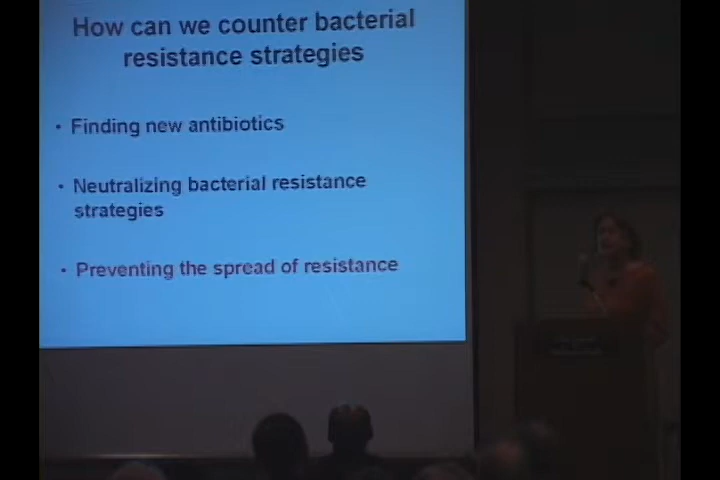 How can we counter bacterial
resistance strategies
• Finding new antibiotics
• Neutralizing bacterial resistance
strategies
• Preventing the spread of resistance